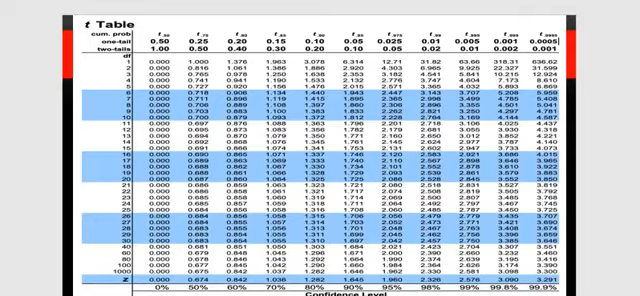 t Table
cum. prob t.50 t.75 t.80 t.85 t.90 t.95 t.975 t.99 t.995 t.999 t.9995
one-tail 0.50 0.25 0.20 0.15 0.10 0.05 0.025 0.01 0.005 0.001 0.0005
two-tails 1.00 0.50 0.40 0.30 0.20 0.10 0.05 0.02 0.01 0.002 0.001
df
1 0.000 1.000 1.376 1.963 3.078 6.314 12.71 31.82 63.66 318.31 636.62
2 0.000 0.816 1.061 1.386 1.886 2.920 4.303 6.965 9.925 22.327 31.599
3 0.000 0.765 0.978 1.250 1.638 2.353 3.182 4.541 5.841 10.215 12.924
4 0.000 0.741 0.941 1.190 1.533 2.132 2.776 3.747 4.604 7.173 8.610
5 0.000 0.727 0.920 1.156 1.476 2.015 2.571 3.365 4.032 5.893 6.869
6 0.000 0.718 0.906 1.134 1.440 1.943 2.447 3.143 3.707 5.208 5.959
7 0.000 0.711 0.896 1.119 1.415 1.895 2.365 2.998 3.499 4.785 5.408
8 0.000 0.706 0.889 1.108 1.397 1.860 2.306 2.896 3.355 4.501 5.041
9 0.000 0.703 0.883 1.100 1.383 1.833 2.262 2.821 3.250 4.297 4.781
10 0.000 0.700 0.879 1.093 1.372 1.812 2.228 2.764 3.169 4.144 4.587
11 0.000 0.697 0.876 1.088 1.363 1.796 2.201 2.718 3.106 4.025 4.437
12 0.000 0.695 0.873 1.083 1.356 1.782 2.179 2.681 3.055 3.930 4.318
13 0.000 0.694 0.870 1.079 1.350 1.771 2.160 2.650 3.012 3.852 4.221
14 0.000 0.692 0.868 1.076 1.345 1.761 2.145 2.624 2.977 3.787 4.140
15 0.000 0.691 0.866 1.074 1.341 1.753 2.131 2.602 2.947 3.733 4.073
16 0.000 0.690 0.865 1.071 1.337 1.746 2.120 2.583 2.921 3.686 4.015
17 0.000 0.689 0.863 1.069 1.333 1.740 2.110 2.567 2.898 3.646 3.965
18 0.000 0.688 0.862 1.067 1.330 1.734 2.101 2.552 2.878 3.610 3.922
19 0.000 0.688 0.861 1.066 1.328 1.729 2.093 2.539 2.861 3.579 3.883
20 0.000 0.687 0.860 1.064 1.325 1.725 2.086 2.528 2.845 3.552 3.850
21 0.000 0.686 0.859 1.063 1.323 1.721 2.080 2.518 2.831 3.527 3.819
22 0.000 0.686 0.858 1.061 1.321 1.717 2.074 2.508 2.819 3.505 3.792
23 0.000 0.685 0.858 1.060 1.319 1.714 2.069 2.500 2.807 3.485 3.768
24 0.000 0.685 0.857 1.059 1.318 1.711 2.064 2.492 2.797 3.467 3.745
25 0.000 0.684 0.856 1.058 1.316 1.708 2.060 2.485 2.787 3.450 3.725
26 0.000 0.684 0.856 1.058 1.315 1.706 2.056 2.479 2.779 3.435 3.707
27 0.000 0.684 0.855 1.057 1.314 1.703 2.052 2.473 2.771 3.421 3.690
28 0.000 0.683 0.855 1.056 1.313 1.701 2.048 2.467 2.763 3.408 3.674
29 0.000 0.683 0.854 1.055 1.311 1.699 2.045 2.462 2.756 3.396 3.659
30 0.000 0.683 0.854 1.055 1.310 1.697 2.042 2.457 2.750 3.385 3.646
40 0.000 0.681 0.851 1.050 1.303 1.684 2.021 2.423 2.704 3.307 3.551
60 0.000 0.679 0.848 1.045 1.296 1.671 2.000 2.390 2.660 3.232 3.460
80 0.000 0.678 0.846 1.043 1.292 1.664 1.990 2.374 2.639 3.195 3.416
100 0.000 0.677 0.845 1.042 1.290 1.660 1.984 2.364 2.626 3.174 3.390
1000 0.000 0.675 0.842 1.037 1.282 1.646 1.962 2.330 2.581 3.098 3.300
z 0.000 0.674 0.842 1.036 1.282 1.645 1.960 2.326 2.576 3.090 3.291
0% 50% 60% 70% 80% 90% 95% 98% 99% 99.8% 99.9%
Confidence Level